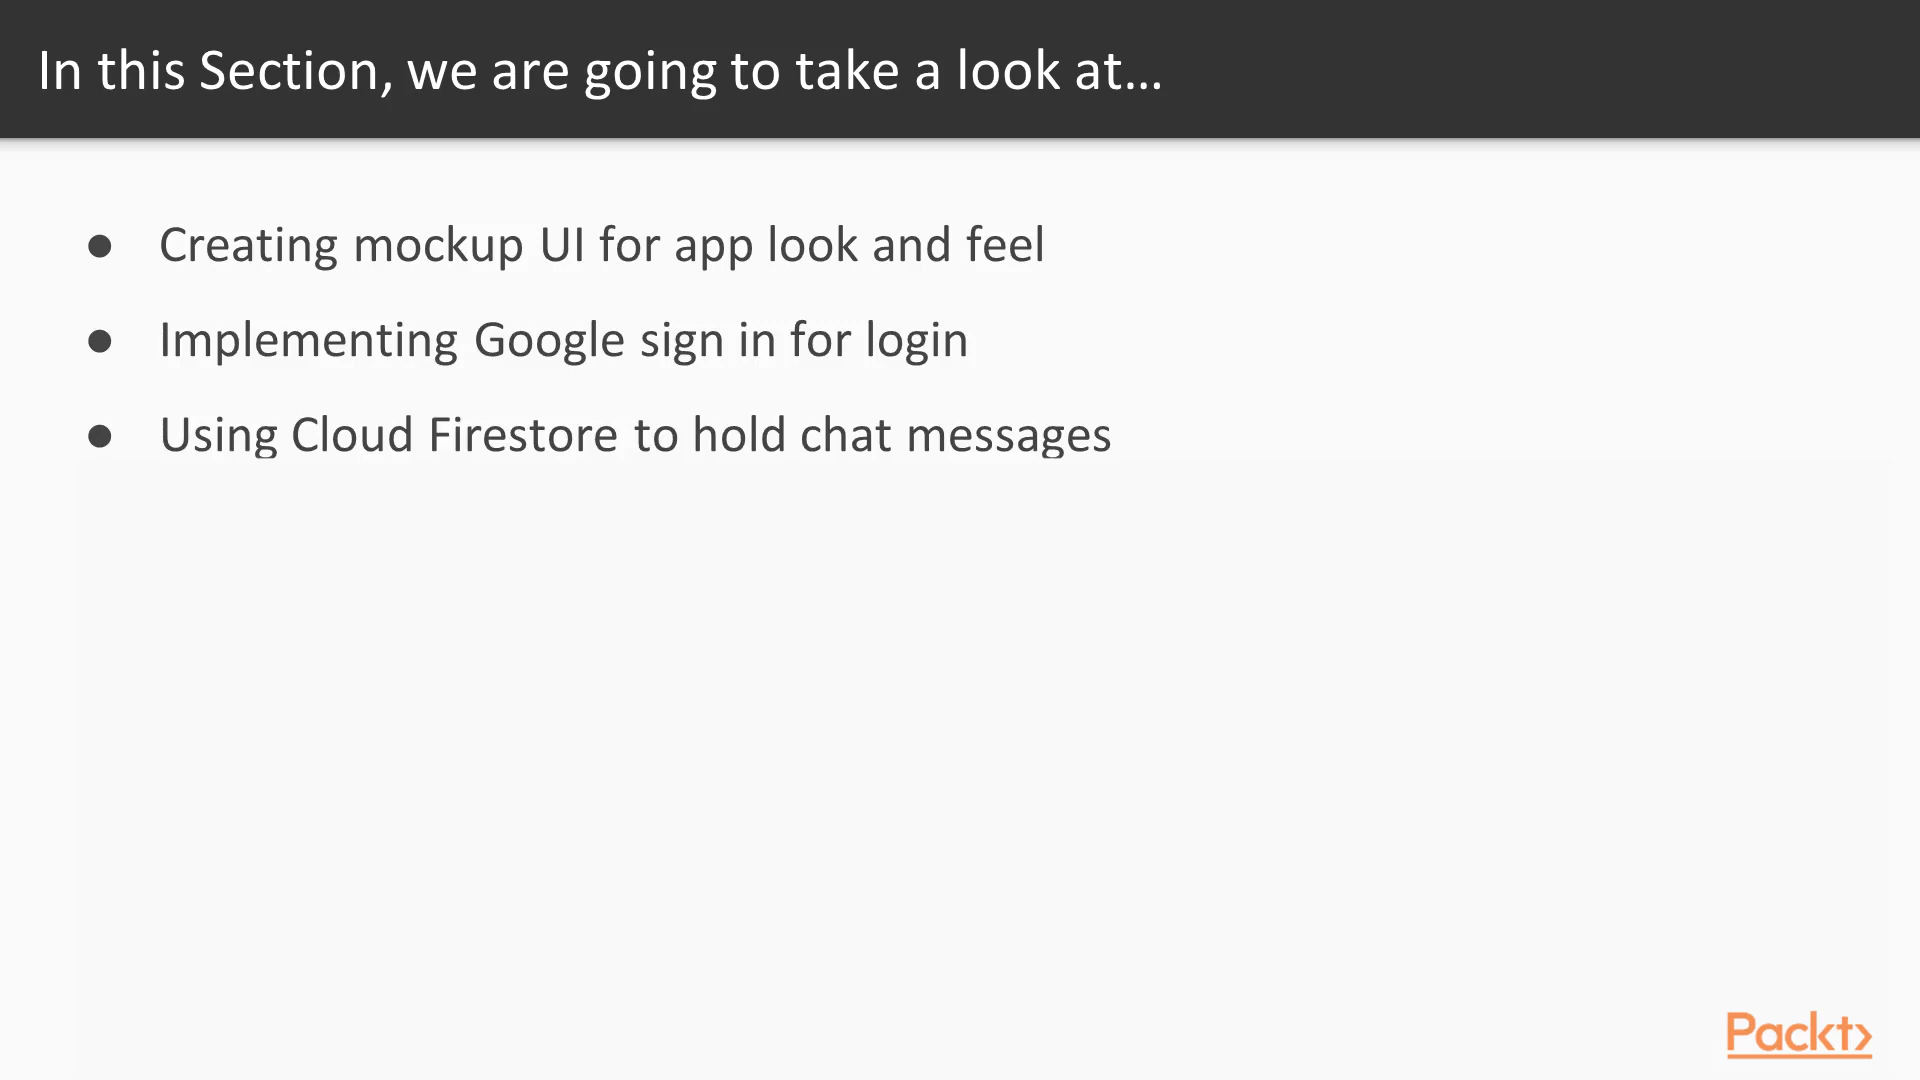 In this Section, we are going to take a look at…
● Creating mockup UI for app look and feel
● Implementing Google sign in for login
● Using Cloud Firestore to hold chat messages
Packt>